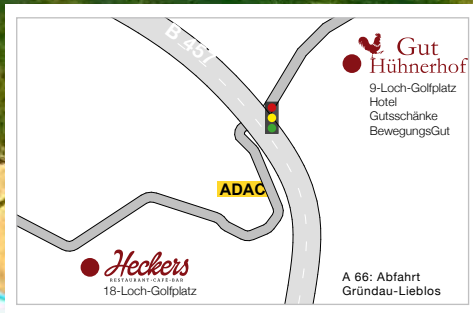 B 457
Gut
Hühnerhof
9-Loch-Golfplatz
Hotel
Gutsschänke
BewegungsGut
ADAC
Heckers
RESTAURANT·CAFE·BAR
18-Loch-Golfplatz
A 66: Abfahrt
Gründau-Lieblos